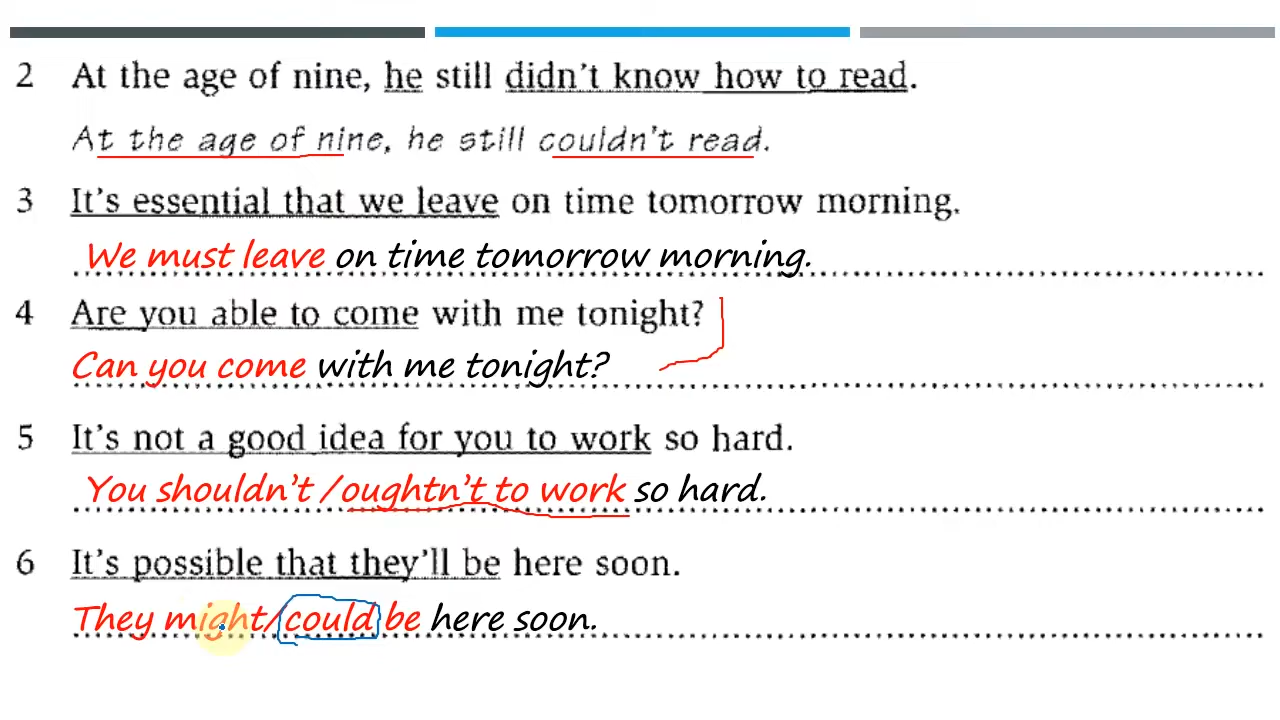 2 At the age of nine, he still didn't know how to read.
At the age of nine, he still couldn't read.
3 It's essential that we leave on time tomorrow morning.
We must leave on time tomorrow morning.
4 Are you able to come with me tonight?
Can you come with me tonight?
5 It's not a good idea for you to work so hard.
You shouldn't /oughtn't to work so hard.
6 It's possible that they'll be here soon.
They might/could be here soon.